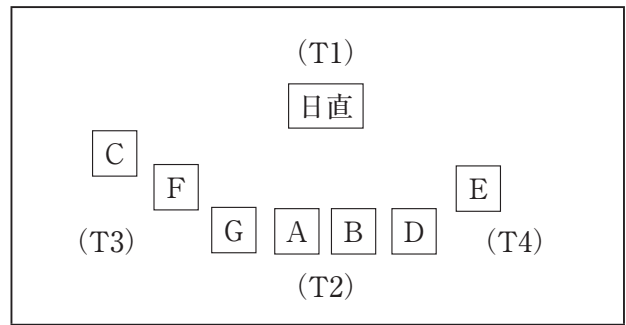 (T1)
日直
C
F
E
G A B D
(T3)
(T4)
(T2)